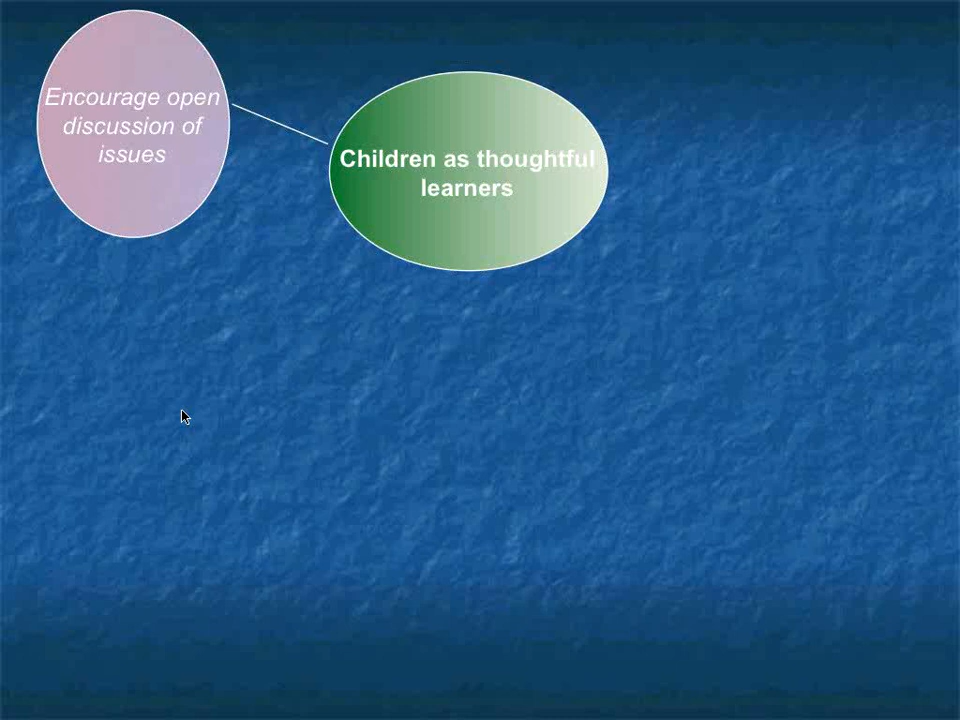 Encourage open
discussion of
issues
Children as thoughtful
learners